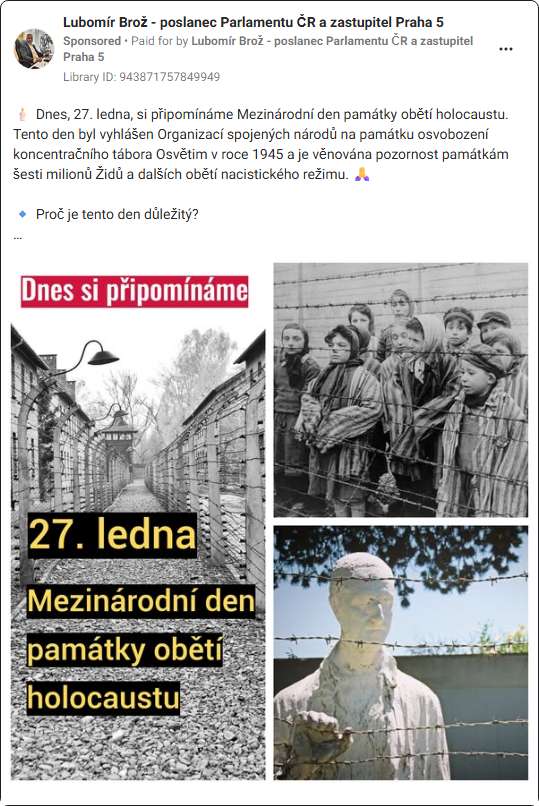 Lubomír Brož - poslanec Parlamentu ČR a zastupitel Praha 5
Sponsored • Paid for by Lubomír Brož - poslanec Parlamentu ČR a zastupitel
Praha 5
Library ID: 943871757849949
Dnes, 27. ledna, si připomínáme Mezinárodní den památky obětí holocaustu.
Tento den byl vyhlášen Organizací spojených národů na památku osvobození
koncentračního tábora Osvětim v roce 1945 a je věnována pozornost památkám
šesti milionů Židů a dalších obětí nacistického režimu.
Proč je tento den důležitý?
...
Dnes si připomínáme
27. ledna
Mezinárodní den
památky obětí
holocaustu